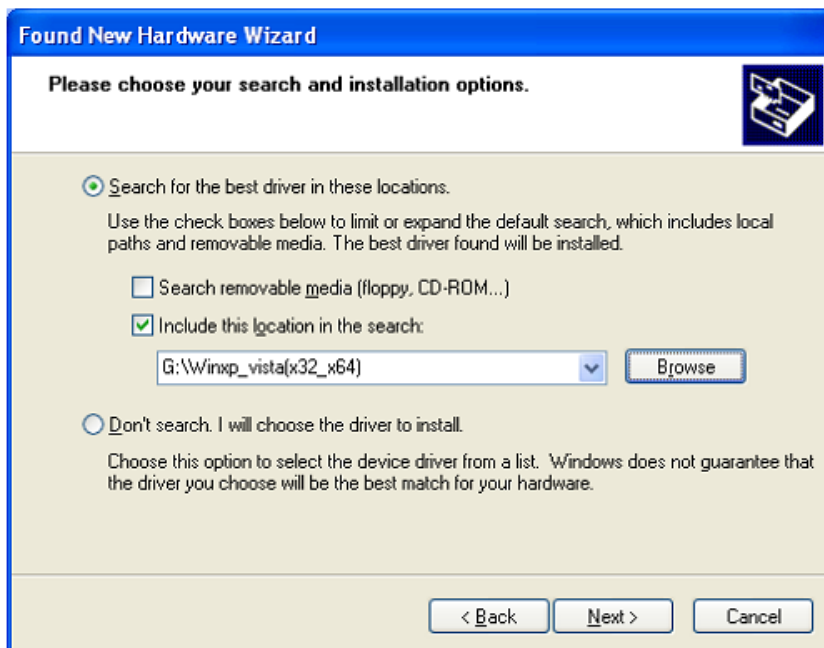 Found New Hardware Wizard
Please choose your search and installation options.
Search for the best driver in these locations.
Use the check boxes below to limit or expand the default search, which includes local
paths and removable media. The best driver found will be installed.
Search removable media (floppy, CD-ROM...)
Include this location in the search:
G:\Winxp_vista(x32_x64)
Browse
Don't search. I will choose the driver to install.
Choose this option to select the device driver from a list. Windows does not guarantee that
the driver you choose will be the best match for your hardware.
< Back
Next >
Cancel